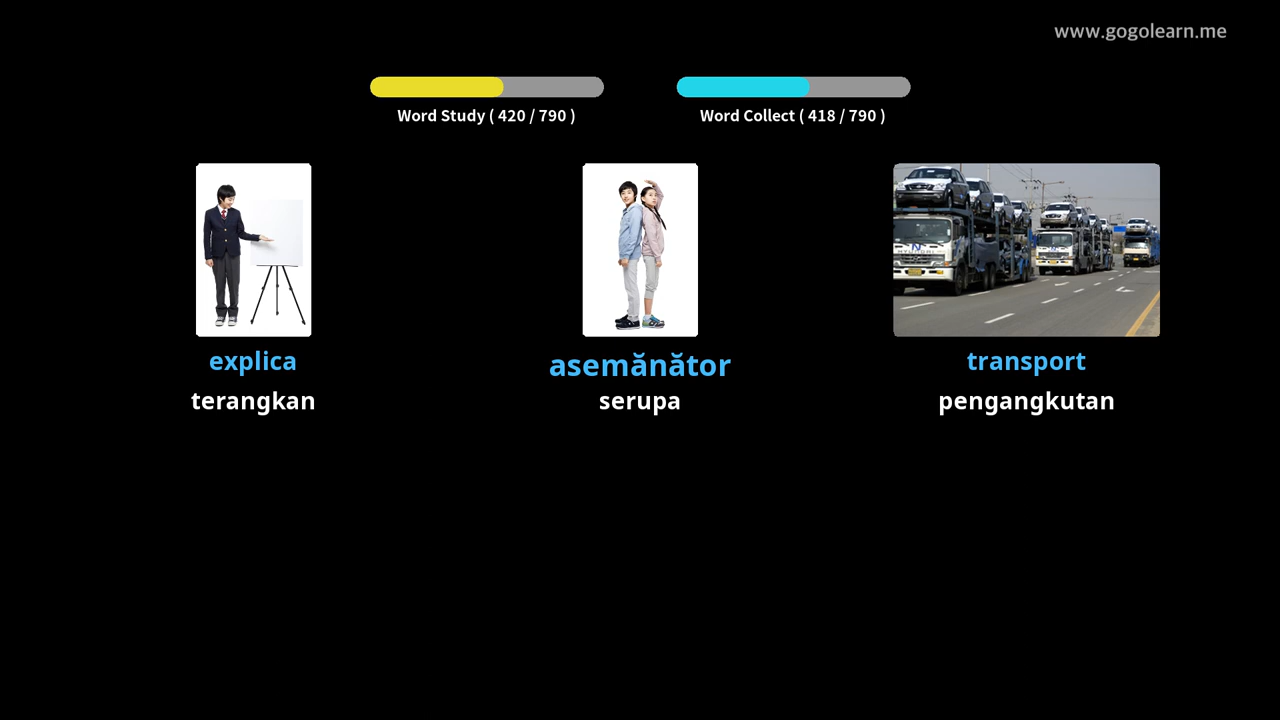 www.gogolearn.me
Word Study ( 420 / 790 )
Word Collect ( 418 / 790 )
explica
asemănător
transport
terangkan
serupa
pengangkutan